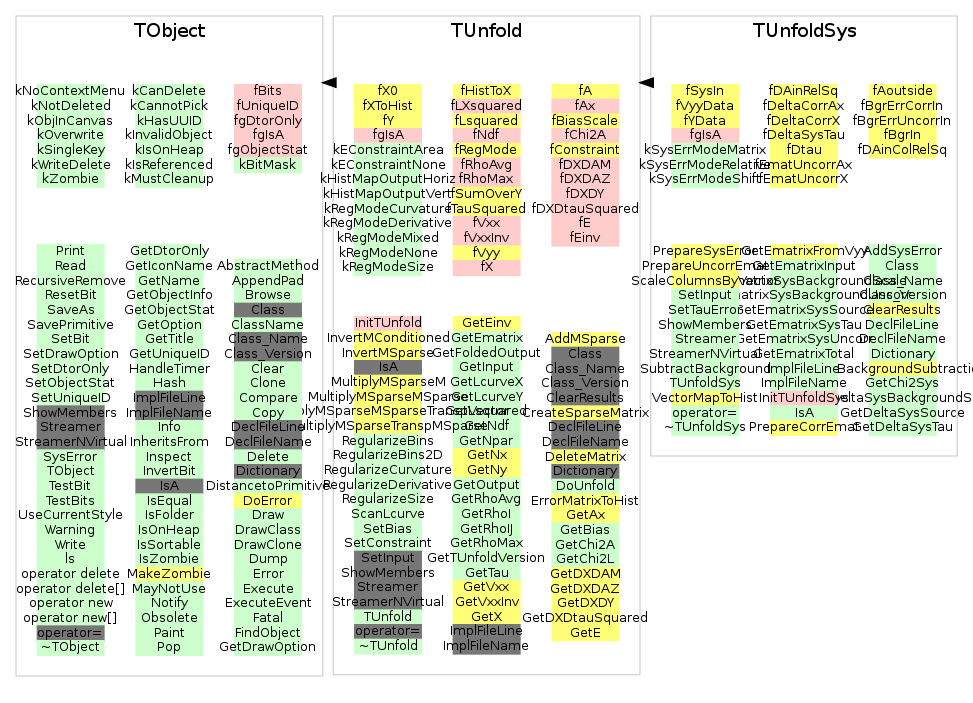 TObject
kNoContextMenu
kNotDeleted
kObjInCanvas
kOverwrite
kSingleKey
kWriteDelete
kZombie
kCanDelete
kCannotPick
kHasUUID
kInvalidObject
kIsOnHeap
kIsReferenced
kMustCleanup
fBits
fUniqueID
fgDtorOnly
fgIsA
fgObjectStat
kBitMask
Print
Read
RecursiveRemove
ResetBit
SaveAs
SavePrimitive
SetBit
SetDrawOption
SetDtorOnly
SetObjectStat
SetUniqueID
ShowMembers
Streamer
StreamerNVirtual
SysError
TObject
TestBit
TestBits
UseCurrentStyle
Warning
Write
ls
operator delete
operator delete[]
operator new
operator new[]
operator=
~TObject
GetDtorOnly
GetIconName
GetName
GetObjectInfo
GetObjectStat
GetOption
GetTitle
GetUniqueID
HandleTimer
Hash
ImplFileLine
ImplFileName
Info
InheritsFrom
Inspect
InvertBit
IsA
IsEqual
IsFolder
IsOnHeap
IsSortable
IsZombie
MakeZombie
MayNotUse
Notify
Obsolete
Paint
Pop
AbstractMethod
AppendPad
Browse
Class
ClassName
Class_Name
Class_Version
Clear
Clone
Compare
Copy
DeclFileLine
DeclFileName
Delete
Dictionary
DistancetoPrimitive
DoError
Draw
DrawClass
DrawClone
Dump
Error
Execute
ExecuteEvent
Fatal
FindObject
GetDrawOption
TUnfold
fX0
fXToHist
fY
fgIsA
kEConstraintArea
kEConstraintNone
kHistMapOutputHoriz
kHistMapOutputVert
kRegModeCurvature
kRegModeDerivative
kRegModeMixed
kRegModeNone
kRegModeSize
fHistToX
fLXsquared
fLsquared
fNdf
fRegMode
fRhoAvg
fRhoMax
fSumOverY
fTauSquared
fVxx
fVxxInv
fVyy
fX
fA
fAx
fBiasScale
fChi2A
fConstraint
fDXDAM
fDXDAZ
fDXDY
fDXDtauSquared
fE
fEinv
InitTUnfold
InvertMConditioned
InvertMSparse
IsA
MultiplyMSparseM
RegularizeBins
RegularizeBins2D
RegularizeCurvature
RegularizeDerivative
RegularizeSize
ScanLcurve
SetBias
SetConstraint
SetInput
ShowMembers
Streamer
StreamerNVirtual
TUnfold
operator=
~TUnfold
GetEinv
GetEmatrix
GetFoldedOutput
GetInput
GetLcurveX
GetLcurveY
GetNdf
GetNpar
GetNx
GetNy
GetOutput
GetRhoAvg
GetRhoI
GetRhoIJ
GetRhoMax
GetTUnfoldVersion
GetTau
GetVxx
GetVxxInv
GetX
ImplFileLine
ImplFileName
AddMSparse
Class
Class_Name
Class_Version
ClearResults
CreateSparseMatrix
DeclFileLine
DeclFileName
DeleteMatrix
Dictionary
DoUnfold
ErrorMatrixToHist
GetAx
GetBias
GetChi2A
GetChi2L
GetDXDAM
GetDXDAZ
GetDXDY
GetDXDtauSquared
GetE
TUnfoldSys
fSysIn
fVyyData
fYData
fgIsA
kSysErrModeMatrix
kSysErrModeRelative
kSysErrModeShift
fDAinRelSq
fDeltaCorrAx
fDeltaCorrX
fDeltaSysTau
fDtau
fEmatUncorrAx
fEmatUncorrX
fAoutside
fBgrErrCorrIn
fBgrErrUncorrIn
fBgrIn
fDAinColRelSq
PrepareSysError
PrepareUncorrEmat
SetInput
SetTauError
ShowMembers
Streamer
StreamerNVirtual
SubtractBackground
TUnfoldSys
VectorMapToHist
operator=
~TUnfoldSys
GetEmatrixFromVyy
GetEmatrixInput
GetEmatrixSysTau
GetEmatrixTotal
ImplFileLine
ImplFileName
InitTUnfoldSys
IsA
PrepareCorrEmat
AddSysError
Class
Class_Name
Class_Version
ClearResults
DeclFileLine
DeclFileName
Dictionary
GetChi2Sys
GetDeltaSysSource
GetDeltaSysTau